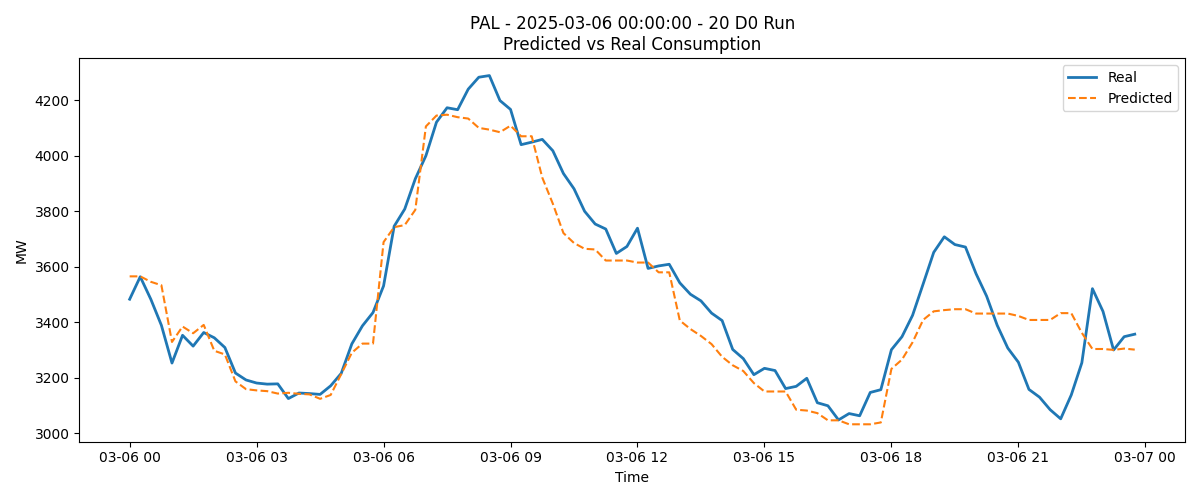 PAL - 2025-03-06 00:00:00 - 20 D0 Run
Predicted vs Real Consumption
Real
Predicted
4200
4000
3800
3600
3400
3200
3000
MW
03-06 00
03-06 03
03-06 06
03-06 09
03-06 12
03-06 15
03-06 18
03-06 21
03-07 00
Time